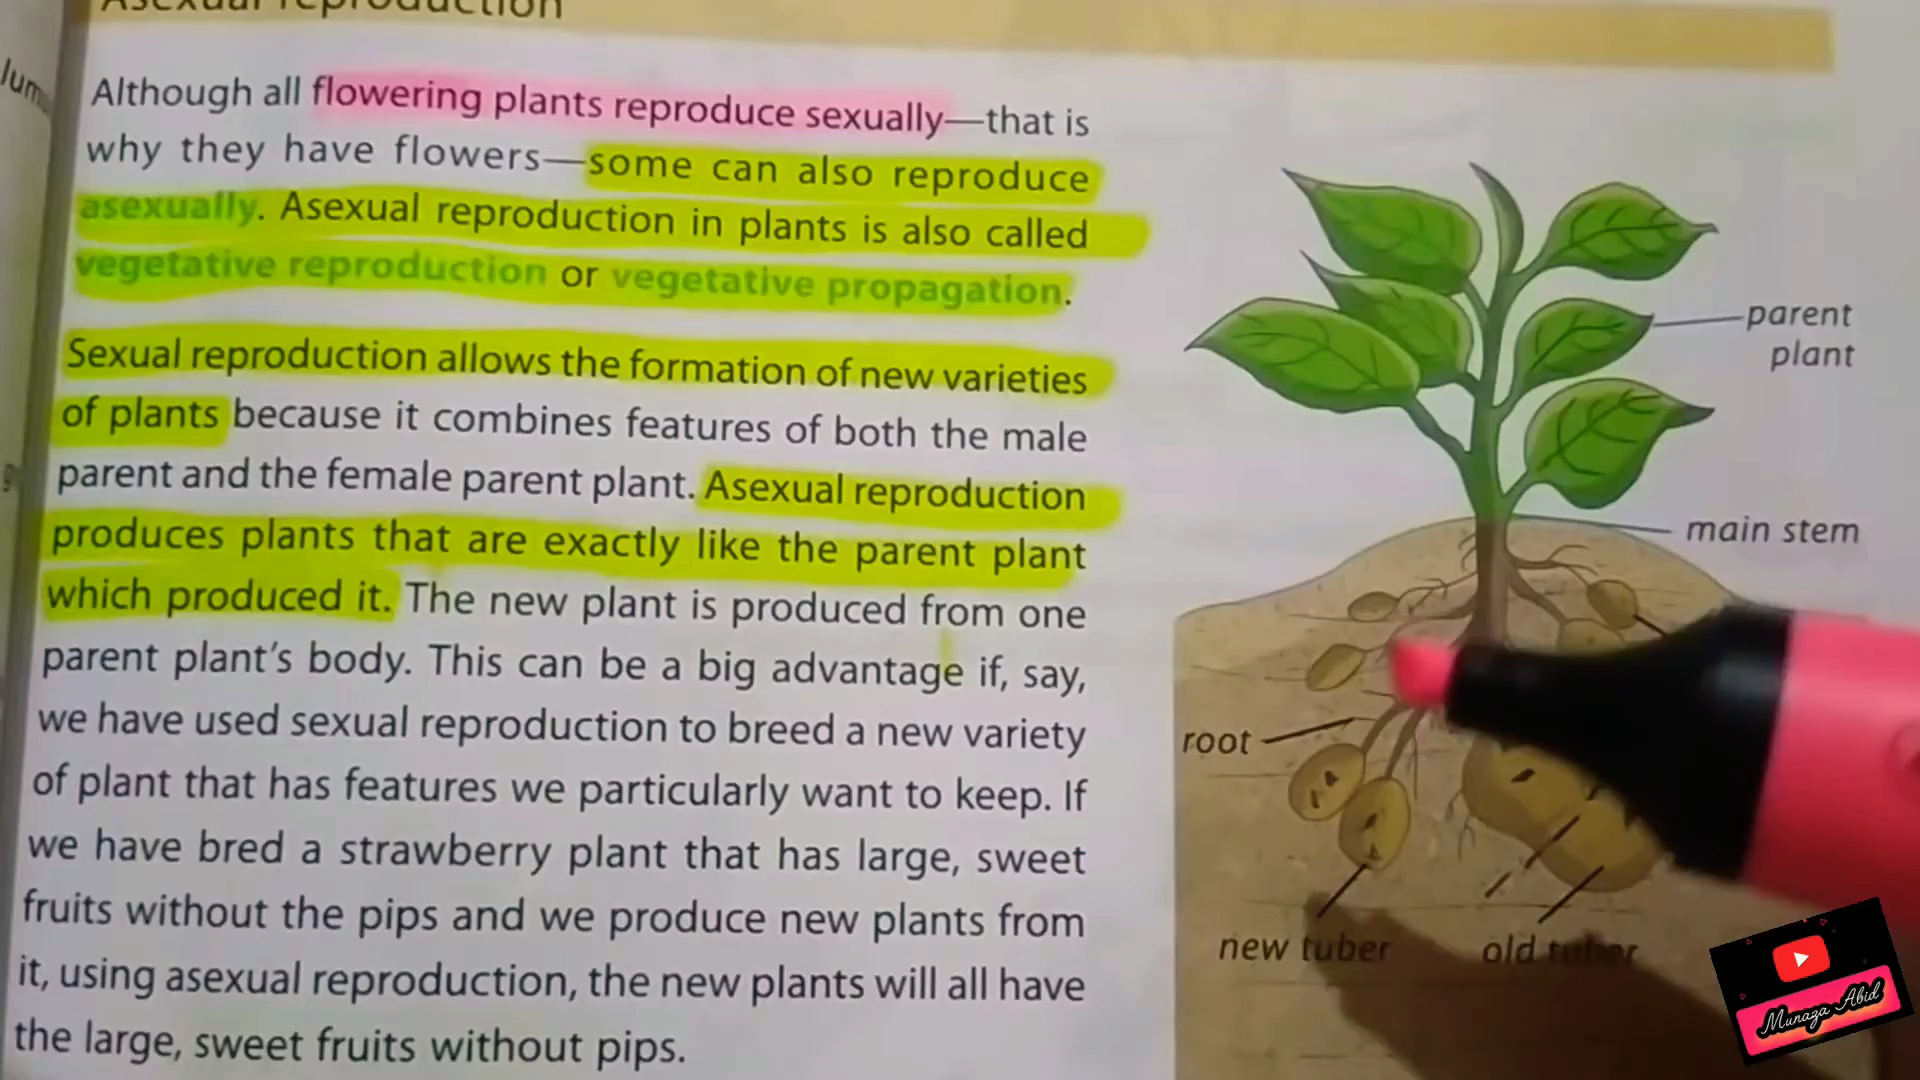 Asexual reproduction
Although all flowering plants reproduce sexually—that is
why they have flowers—some can also reproduce
asexually. Asexual reproduction in plants is also called
vegetative reproduction or vegetative propagation.
Sexual reproduction allows the formation of new varieties
of plants because it combines features of both the male
parent and the female parent plant. Asexual reproduction
produces plants that are exactly like the parent plant
which produced it. The new plant is produced from one
parent plant's body. This can be a big advantage if, say,
we have used sexual reproduction to breed a new variety
of plant that has features we particularly want to keep. If
we have bred a strawberry plant that has large, sweet
fruits without the pips and we produce new plants from
it, using asexual reproduction, the new plants will all have
the large, sweet fruits without pips.
parent
plant
main stem
root
new tuber
old tuber
Munaza Abid